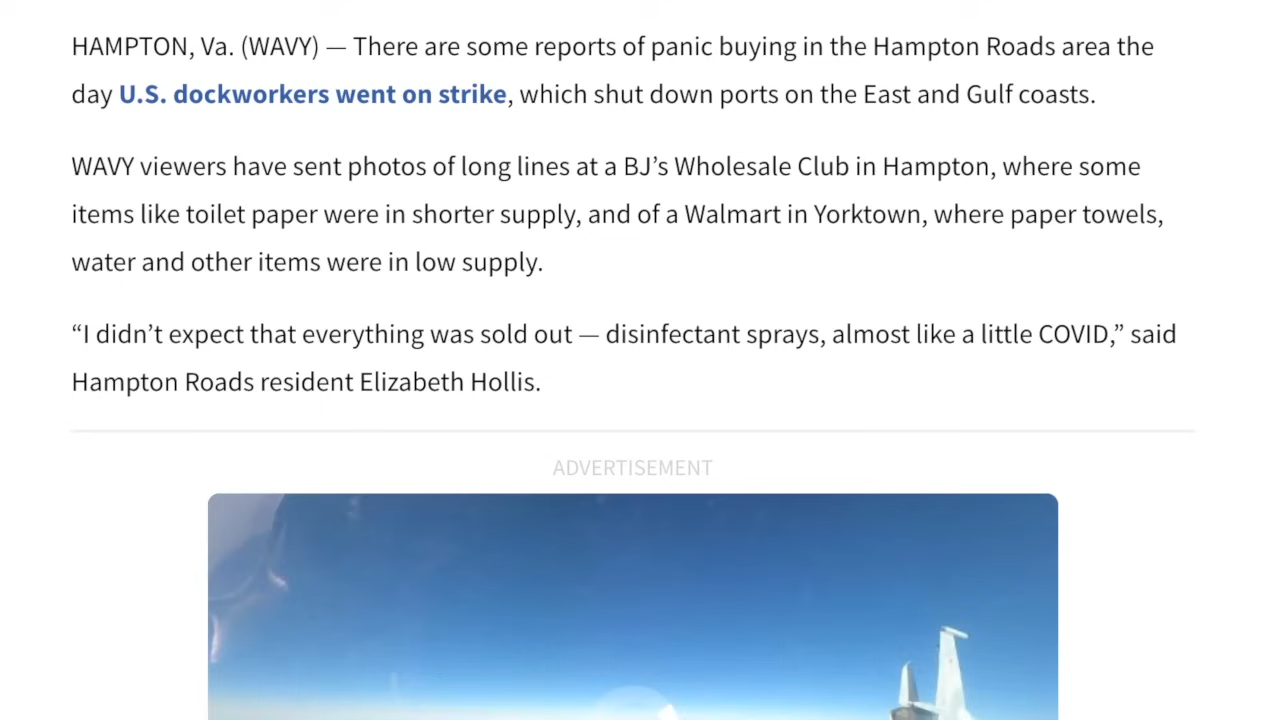 HAMPTON, Va. (WAVY) — There are some reports of panic buying in the Hampton Roads area the
day U.S. dockworkers went on strike, which shut down ports on the East and Gulf coasts.
WAVY viewers have sent photos of long lines at a BJ’s Wholesale Club in Hampton, where some
items like toilet paper were in shorter supply, and of a Walmart in Yorktown, where paper towels,
water and other items were in low supply.
“I didn’t expect that everything was sold out — disinfectant sprays, almost like a little COVID,” said
Hampton Roads resident Elizabeth Hollis.
ADVERTISEMENT